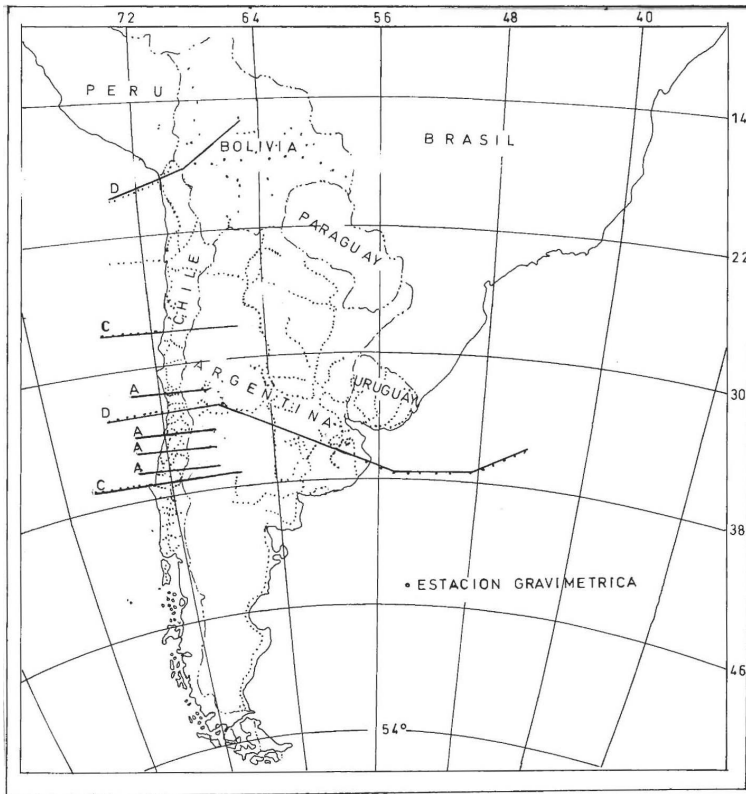 72 64 56 48 40
PERU
14
BRASIL
BOLIVIA
D
PARAGUAY
22
CHILE
C
ARGENTINA
URUGUAY
30
A
D
A
A
A
C
38
° ESTACION GRAVIMETRICA
46
54°